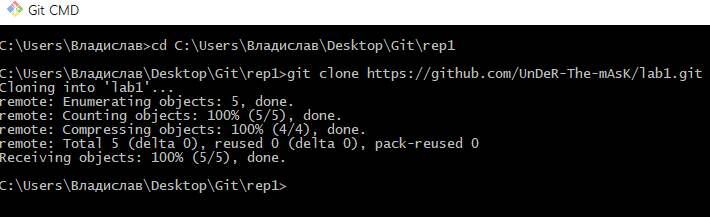 Git CMD
C:\Users\Владислав>cd C:\Users\Владислав\Desktop\Git\rep1
C:\Users\Владислав\Desktop\Git\rep1>git clone https://github.com/UnDeR-The-mAsK/lab1.git
Cloning into 'lab1'...
remote: Enumerating objects: 5, done.
remote: Counting objects: 100% (5/5), done.
remote: Compressing objects: 100% (4/4), done.
remote: Total 5 (delta 0), reused 0 (delta 0), pack-reused 0
Receiving objects: 100% (5/5), done.
C:\Users\Владислав\Desktop\Git\rep1>